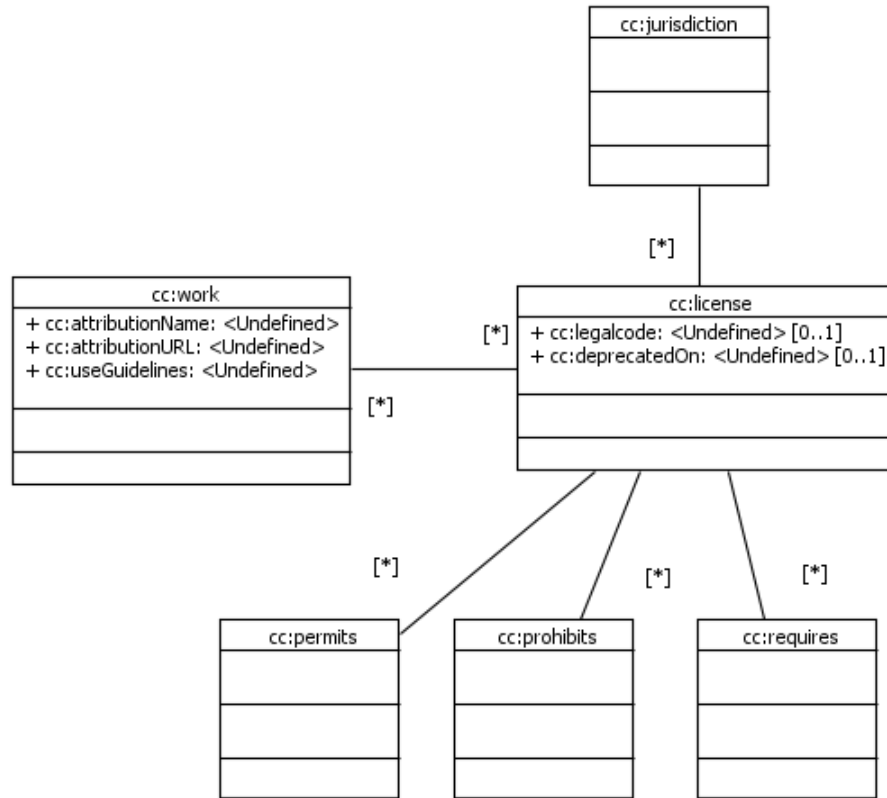 cc:jurisdiction
[*]
cc:work
+ cc:attributionName: <Undefined>
+ cc:attributionURL: <Undefined>
+ cc:useGuidelines: <Undefined>
[*]
[*]
cc:license
+ cc:legalcode: <Undefined> [0..1]
+ cc:deprecatedOn: <Undefined> [0..1]
[*]
[*]
[*]
cc:permits
cc:prohibits
cc:requires